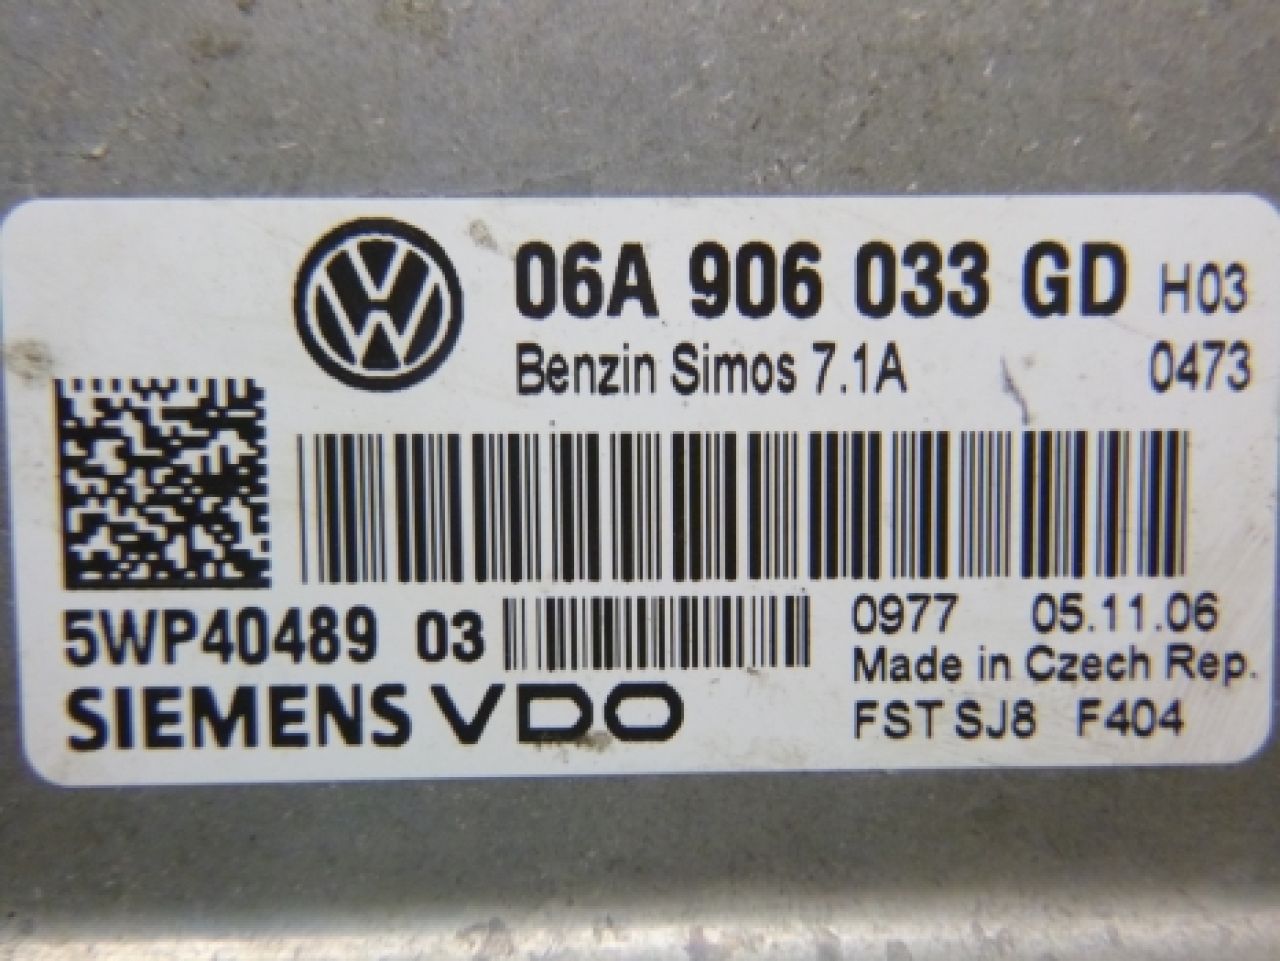 06A 906 033 GD H03
Benzin Simos 7.1A 0473
5WP40489 03
0977 05.11.06
Made in Czech Rep.
SIEMENS VDO
FST SJ8 F404